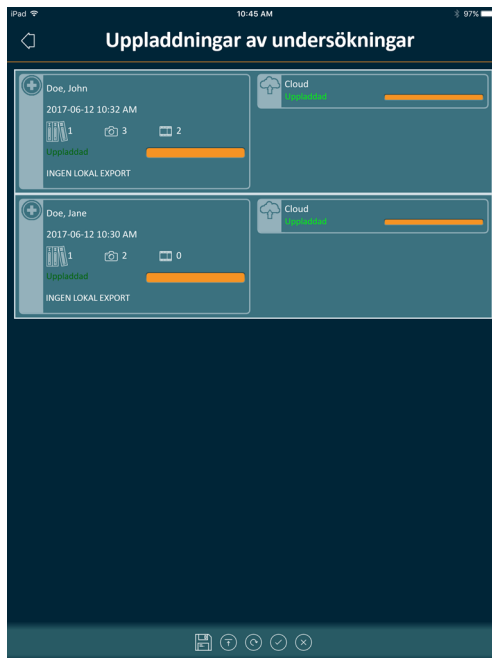 iPad 10:45 AM 97%
Uppladdningar av undersökningar
Doe, John
2017-06-12 10:32 AM
1 3 2
Uppladdad
INGEN LOKAL EXPORT
Cloud
Uppladdad
Doe, Jane
2017-06-12 10:30 AM
1 2 0
Uppladdad
INGEN LOKAL EXPORT
Cloud
Uppladdad